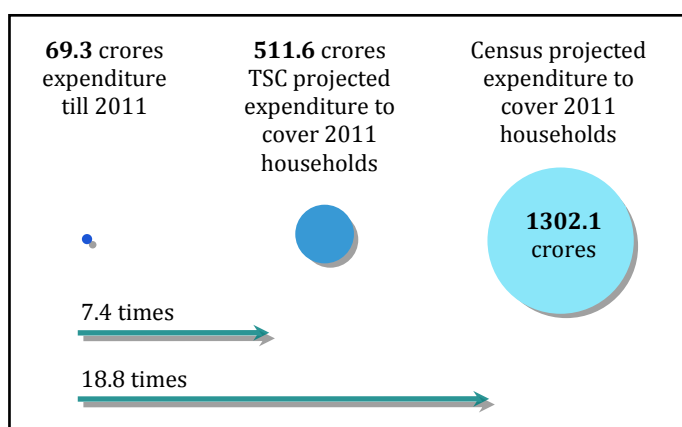 69.3 crores
expenditure
till 2011
511.6 crores
TSC projected
expenditure to
cover 2011
households
Census projected
expenditure to
cover 2011
households
1302.1
crores
7.4 times
18.8 times